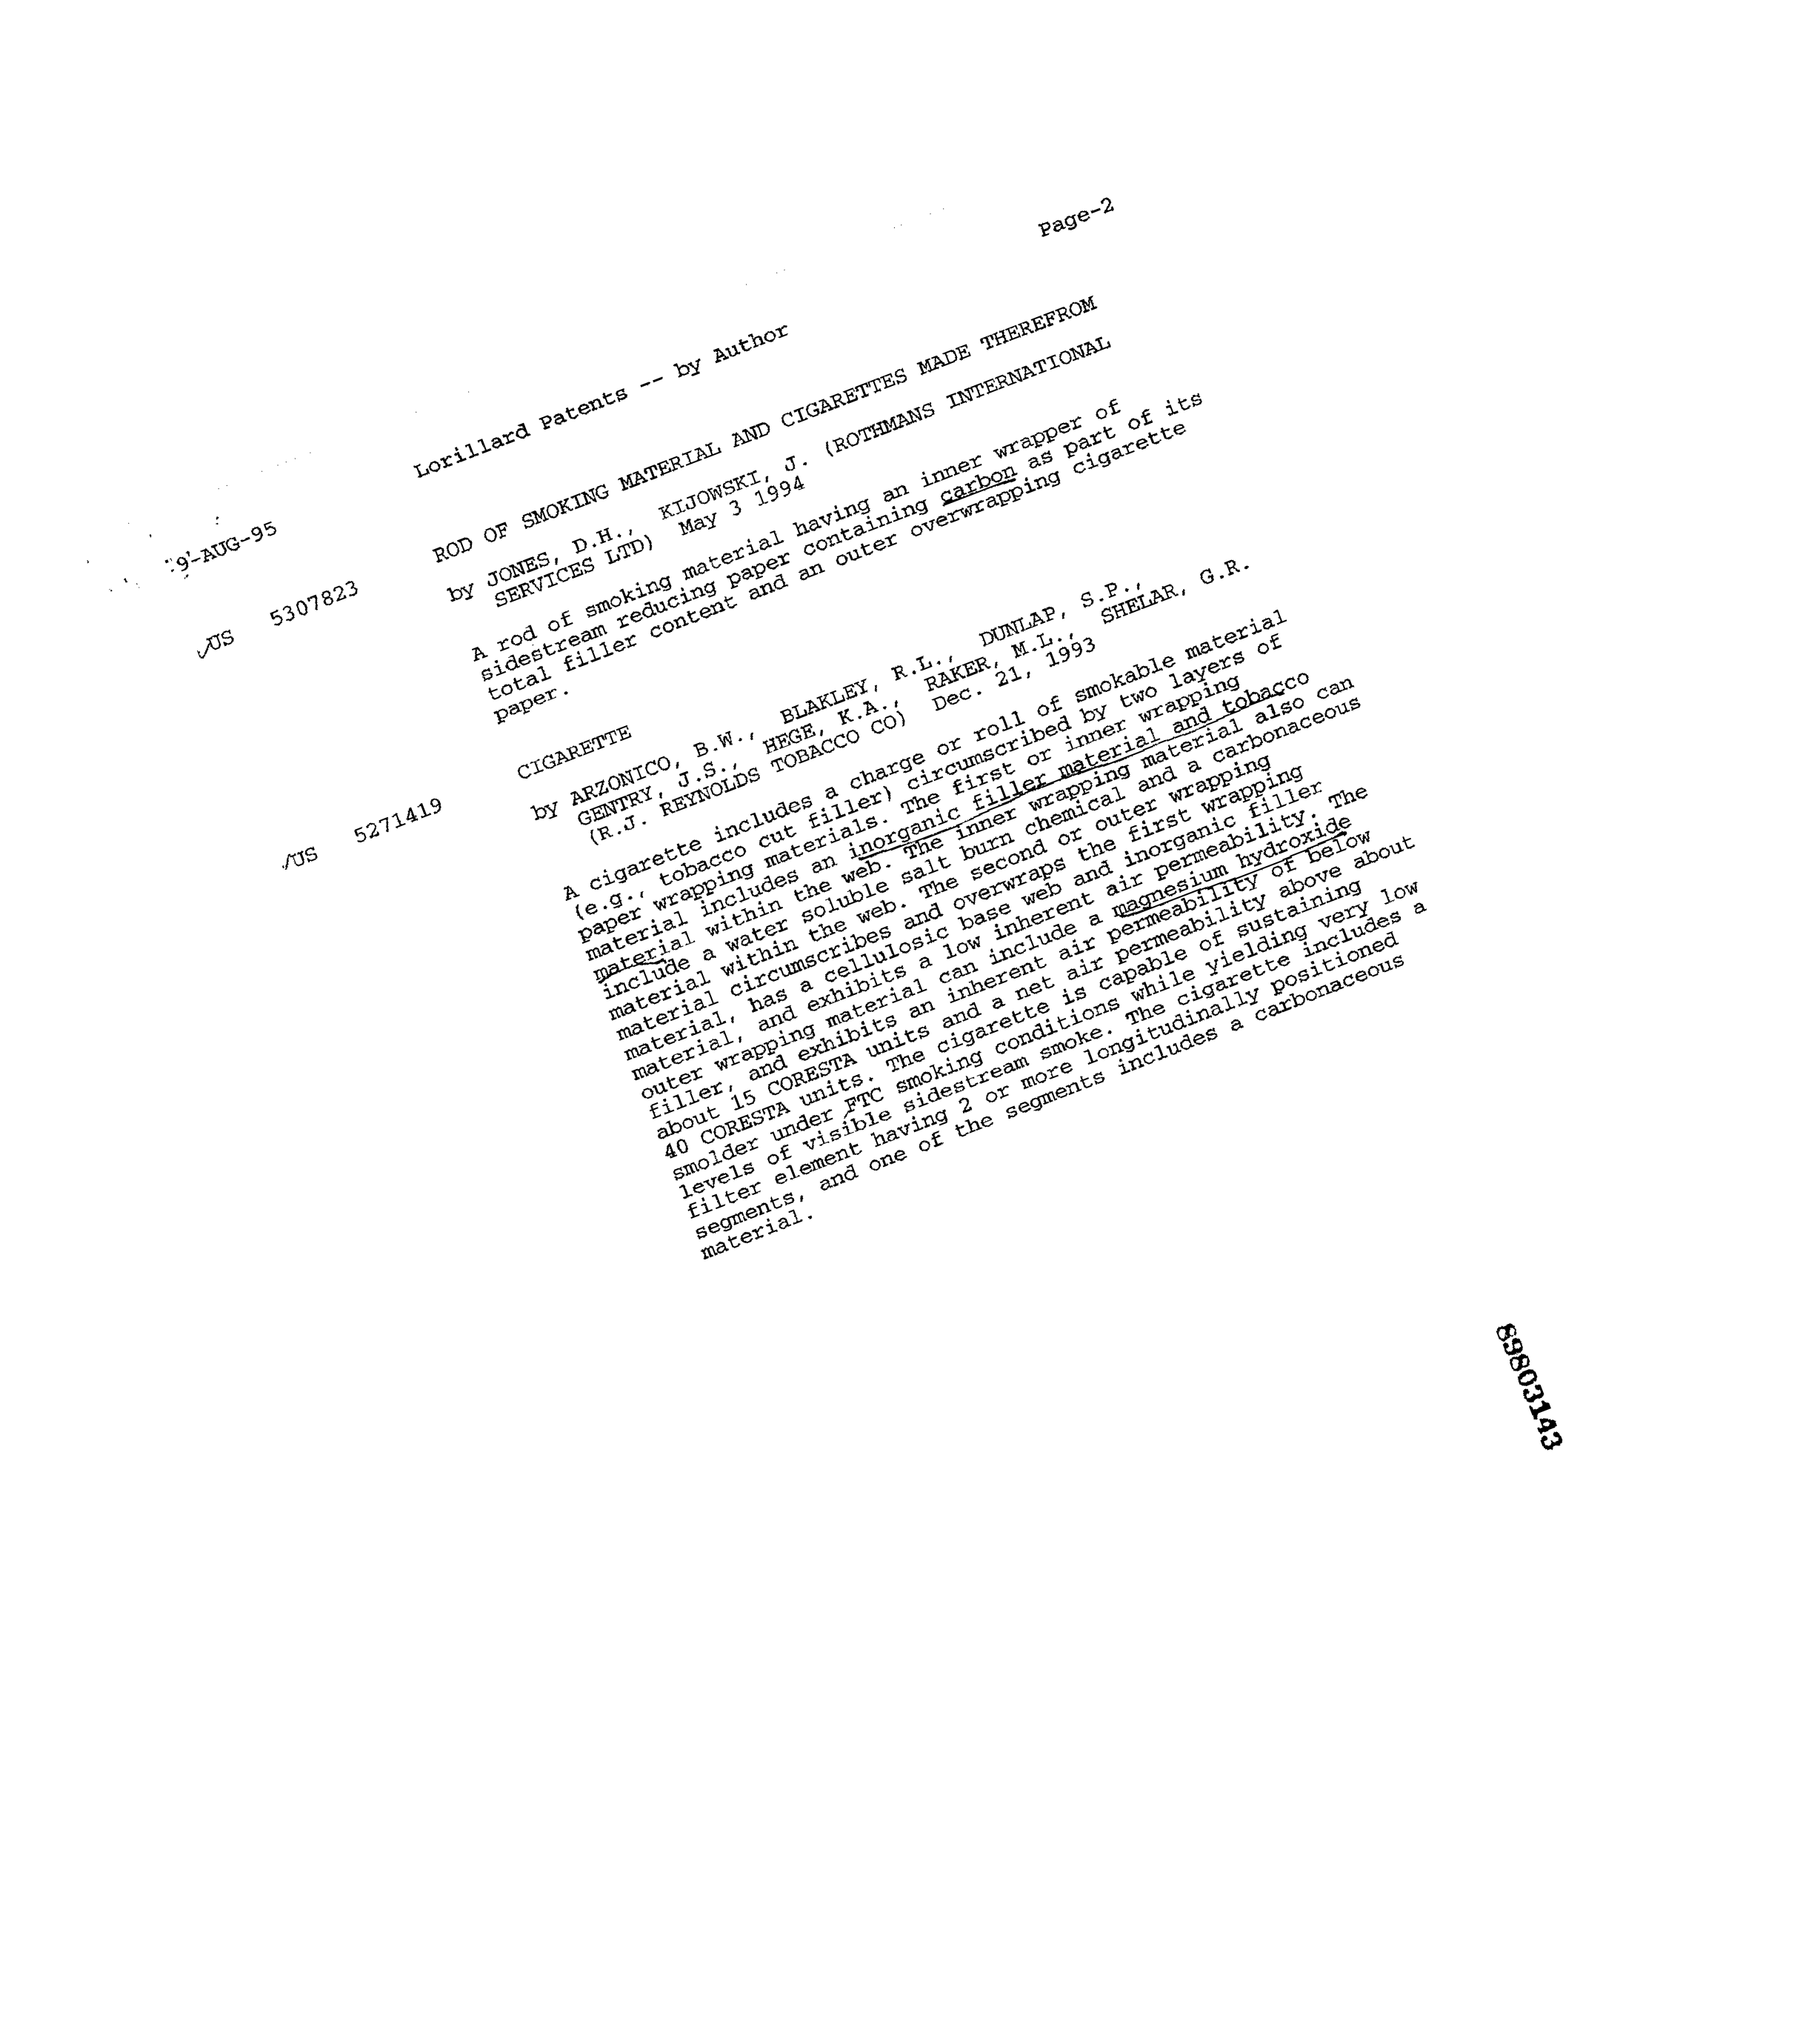 Page-2
Lorillard Patents -- by Author
9-AUG-95
US 5307823 ROD OF SMOKING MATERIAL AND CIGARETTES MADE THEREFROM
by JONES, D.H., KIJOWSKI, J. (ROTHMANS INTERNATIONAL
SERVICES LTD) May 3 1994
A rod of smoking material having an inner wrapper of
sidestream reducing paper containing carbon as part of its
total filler content and an outer overwrapping cigarette
paper.
US 5271419 CIGARETTE
by ARZONICO, B.W., BLAKLEY, R.L., DUNLAP, S.P.,
GENTRY, J.S., HEGE, K.A., RAKER, M.L., SHELAR, G.R.
(R.J. REYNOLDS TOBACCO CO) Dec. 21, 1993
A cigarette includes a charge or roll of smokable material
(e.g., tobacco cut filler) circumscribed by two layers of
paper wrapping materials. The first or inner wrapping
material includes an inorganic filler material and tobacco
material within the web. The inner wrapping material also can
include a water soluble salt burn chemical and a carbonaceous
material within the web. The second or outer wrapping
material circumscribes and overwraps the first wrapping
material, has a cellulosic base web and inorganic filler
material, and exhibits a low inherent air permeability. The
outer wrapping material can include a magnesium hydroxide
filler, and exhibits an inherent air permeability of below
about 15 CORESTA units and a net air permeability above about
40 CORESTA units. The cigarette is capable of sustaining
smolder under FTC smoking conditions while yielding very low
levels of visible sidestream smoke. The cigarette includes a
filter element having 2 or more longitudinally positioned
segments, and one of the segments includes a carbonaceous
material.
89803143